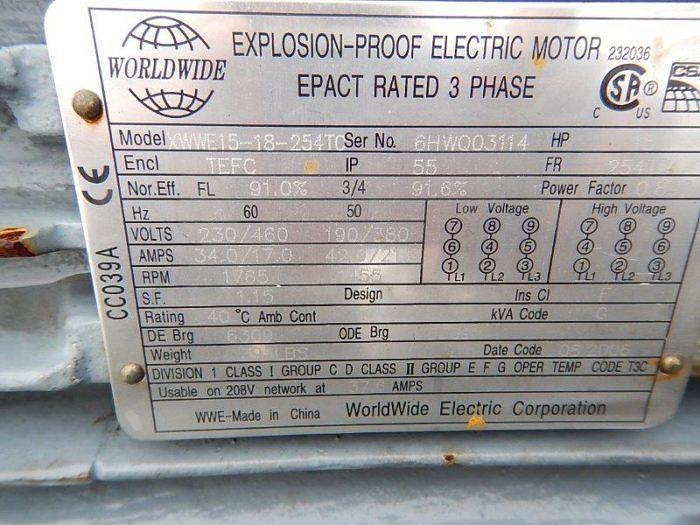 WORLDWIDE
EXPLOSION-PROOF ELECTRIC MOTOR 232036
EPACT RATED 3 PHASE
SA ® C US
Model XWWE15-18-254TC Ser No. 6HWQ03114 HP
Encl TEFC IP 55 FR
Nor.Eff. FL 91.0% 3/4 91.6% Power Factor
Hz 60 50 Low Voltage High Voltage
VOLTS 230/460 190/380 7 8 9 7 8 9
AMPS 34.0/17.0 6 4 5 6 4 5
RPM 1765 1 2 3 1 2 3
TL1 TL2 TL3 TL1 TL2 TL3
S.F. 1.15 Design Ins Cl F
Rating 40 °C Amb Cont kVA Code G
DE Brg 6309 ODE Brg
Weight LBS Date Code
DIVISION 1 CLASS I GROUP C D CLASS II GROUP E F G OPER TEMP CODE T3C
Usable on 208V network at AMPS
WWE-Made in China WorldWide Electric Corporation
CC039A CE